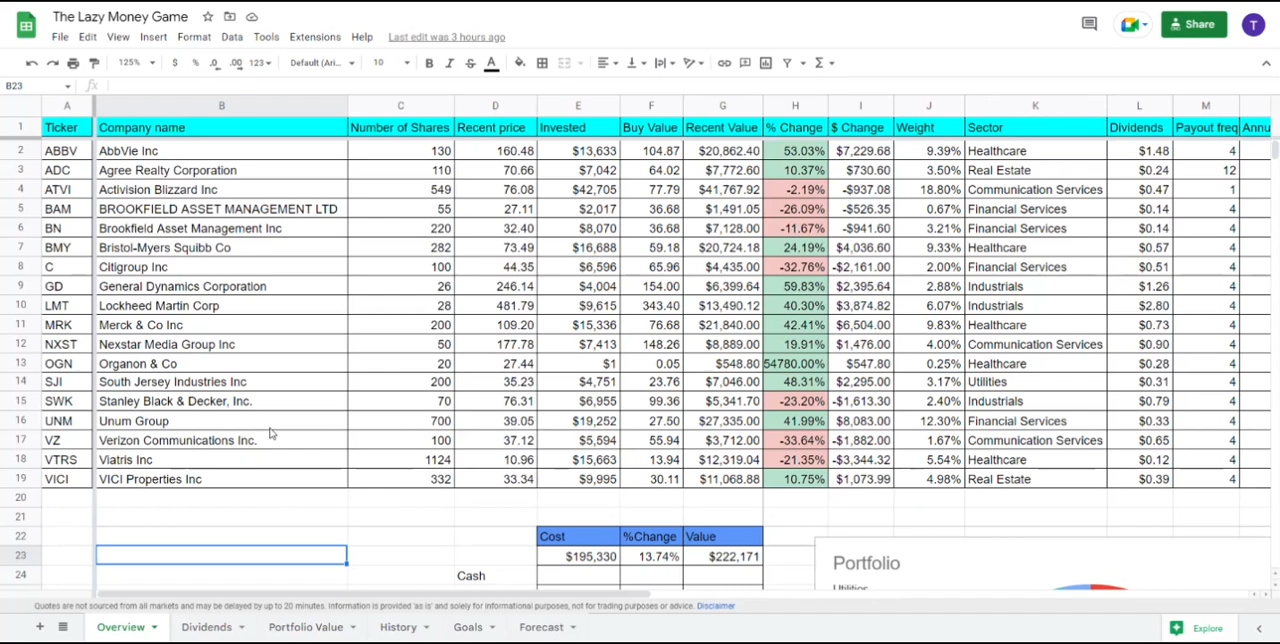 The Lazy Money Game
File Edit View Insert Format Data Tools Extensions Help Last edit was 3 hours ago
Share T
125% $ % .0 .00 123 Default (Ari... 10 B I S A
B23 fx
A B C D E F G H I J K L M
1 Ticker Company name Number of Shares Recent price Invested Buy Value Recent Value % Change $ Change Weight Sector Dividends Payout freq Annu
2 ABBV AbbVie Inc 130 160.48 $13,633 104.87 $20,862.40 53.03% $7,229.68 9.39% Healthcare $1.48 4
3 ADC Agree Realty Corporation 110 70.66 $7,042 64.02 $7,772.60 10.37% $730.60 3.50% Real Estate $0.24 12
4 ATVI Activision Blizzard Inc 549 76.08 $42,705 77.79 $41,767.92 -2.19% -$937.08 18.80% Communication Services $0.47 1
5 BAM BROOKFIELD ASSET MANAGEMENT LTD 55 27.11 $2,017 36.68 $1,491.05 -26.09% -$526.35 0.67% Financial Services $0.14 4
6 BN Brookfield Asset Management Inc 220 32.40 $8,070 36.68 $7,128.00 -11.67% -$941.60 3.21% Financial Services $0.14 4
7 BMY Bristol-Myers Squibb Co 282 73.49 $16,688 59.18 $20,724.18 24.19% $4,036.60 9.33% Healthcare $0.57 4
8 C Citigroup Inc 100 44.35 $6,596 65.96 $4,435.00 -32.76% -$2,161.00 2.00% Financial Services $0.51 4
9 GD General Dynamics Corporation 26 246.14 $4,004 154.00 $6,399.64 59.83% $2,395.64 2.88% Industrials $1.26 4
10 LMT Lockheed Martin Corp 28 481.79 $9,615 343.40 $13,490.12 40.30% $3,874.82 6.07% Industrials $2.80 4
11 MRK Merck & Co Inc 200 109.20 $15,336 76.68 $21,840.00 42.41% $6,504.00 9.83% Healthcare $0.73 4
12 NXST Nexstar Media Group Inc 50 177.78 $7,413 148.26 $8,889.00 19.91% $1,476.00 4.00% Communication Services $0.90 4
13 OGN Organon & Co 20 27.44 $1 0.05 $548.80 54780.00% $547.80 0.25% Healthcare $0.28 4
14 SJI South Jersey Industries Inc 200 35.23 $4,751 23.76 $7,046.00 48.31% $2,295.00 3.17% Utilities $0.31 4
15 SWK Stanley Black & Decker, Inc. 70 76.31 $6,955 99.36 $5,341.70 -23.20% -$1,613.30 2.40% Industrials $0.79 4
16 UNM Unum Group 700 39.05 $19,252 27.50 $27,335.00 41.99% $8,083.00 12.30% Financial Services $0.33 4
17 VZ Verizon Communications Inc. 100 37.12 $5,594 55.94 $3,712.00 -33.64% -$1,882.00 1.67% Communication Services $0.65 4
18 VTRS Viatris Inc 1124 10.96 $15,663 13.94 $12,319.04 -21.35% -$3,344.32 5.54% Healthcare $0.12 4
19 VICI VICI Properties Inc 332 33.34 $9,995 30.11 $11,068.88 10.75% $1,073.99 4.98% Real Estate $0.39 4
20
21
22 Cost %Change Value
23 $195,330 13.74% $222,171
Portfolio
24 Cash
Utilities
Quotes are not sourced from all markets and may be delayed by up to 20 minutes. Information is provided 'as is' and solely for informational purposes, not for trading purposes or advice. Disclaimer
Overview Dividends Portfolio Value History Goals Forecast Explore